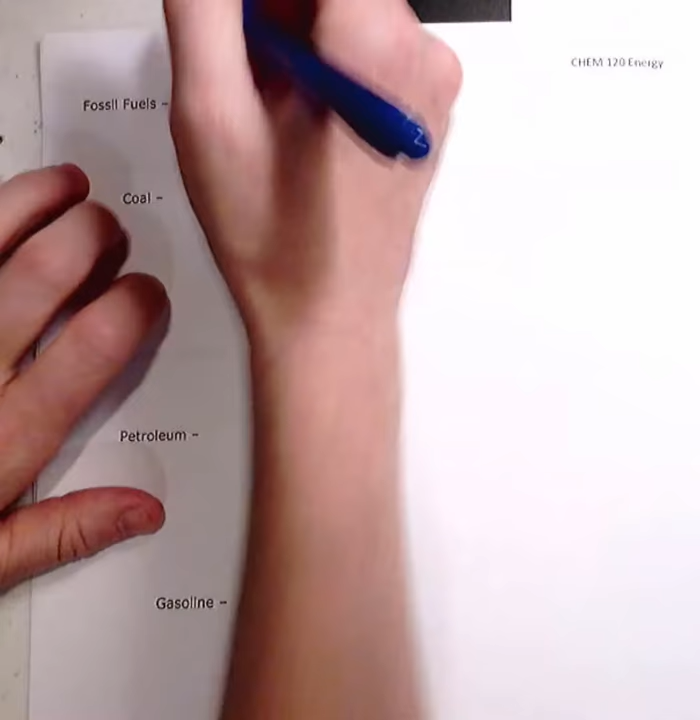 CHEM 120 Energy
Fossil Fuels –
Coal –
Petroleum –
Gasoline –